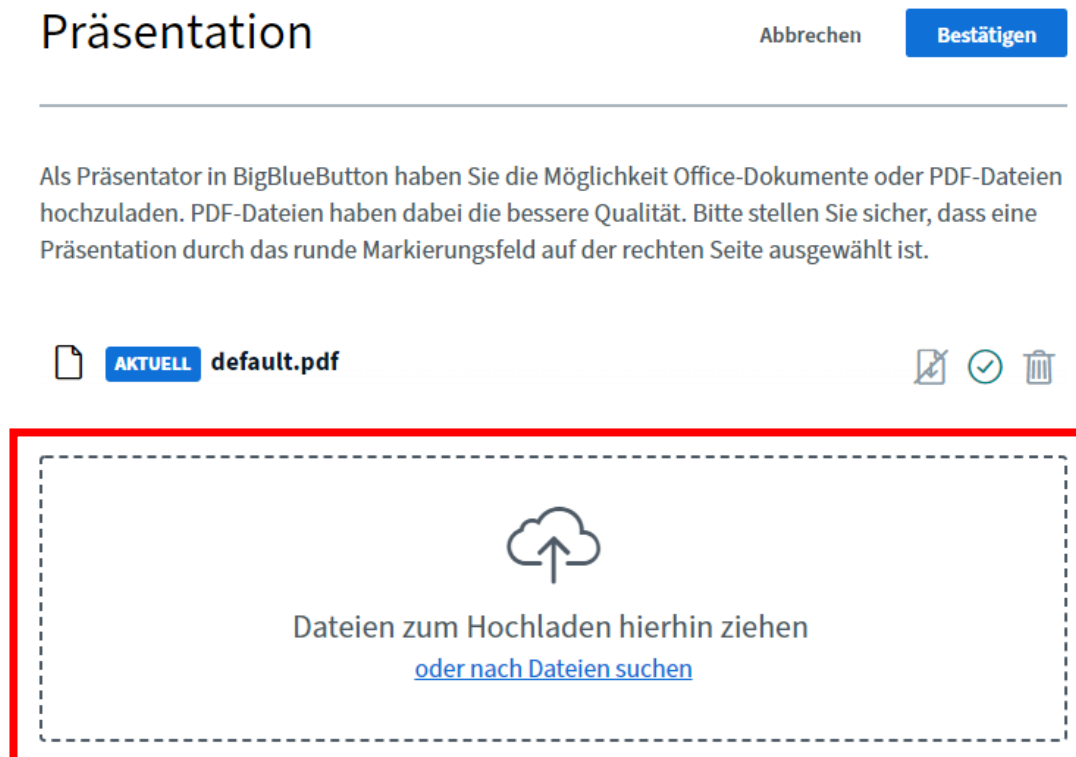 Präsentation
Abbrechen
Bestätigen
Als Präsentator in BigBlueButton haben Sie die Möglichkeit Office-Dokumente oder PDF-Dateien
hochzuladen. PDF-Dateien haben dabei die bessere Qualität. Bitte stellen Sie sicher, dass eine
Präsentation durch das runde Markierungsfeld auf der rechten Seite ausgewählt ist.
AKTUELL default.pdf
Dateien zum Hochladen hierhin ziehen
oder nach Dateien suchen